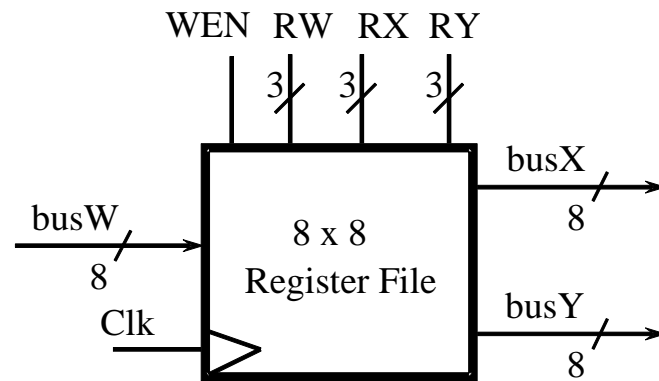 WEN RW RX RY
3 3 3
busX
8
busW
8
8 x 8
Register File
Clk
busY
8